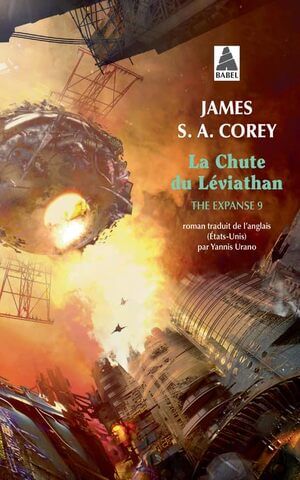 BABEL
JAMES
S. A. COREY
La Chute
du Léviathan
THE EXPANSE 9
roman traduit de l'anglais
(États-Unis)
par Yannis Urano